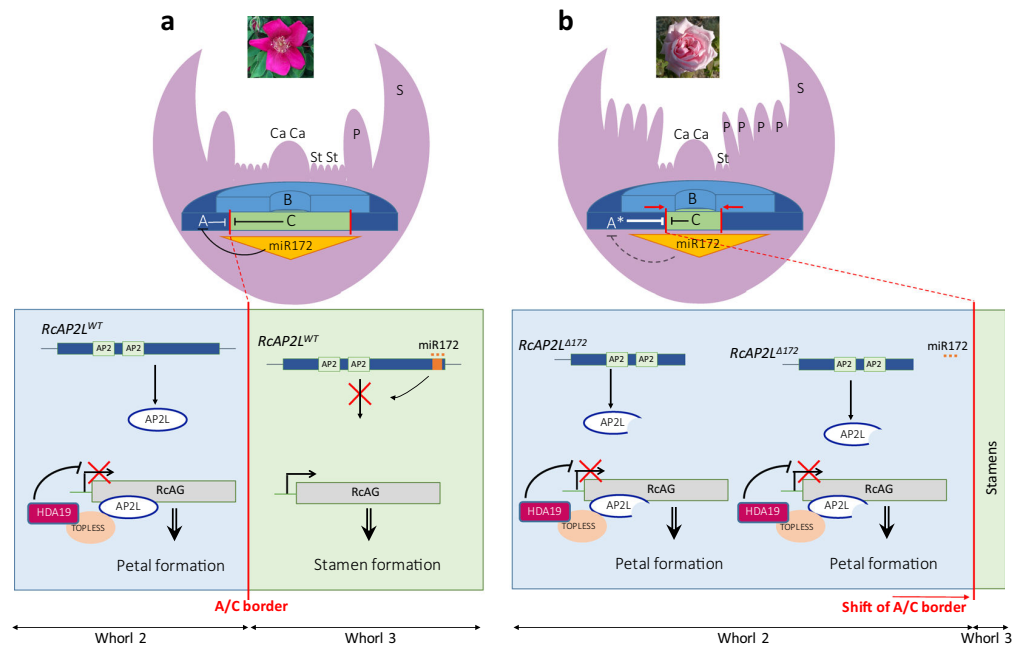 a
S
P
Ca Ca
St St
B
A
C
miR172
RcAP2L^WT
AP2 AP2
AP2L
RcAG
HDA19
AP2L
TOPLESS
Petal formation
RcAP2L^WT
miR172
AP2 AP2
RcAG
Stamen formation
A/C border
Whorl 2
Whorl 3
b
S
P P P P
Ca Ca
St
B
A*
C
miR172
RcAP2L^Δ172
AP2 AP2
AP2L
RcAG
HDA19
AP2L
TOPLESS
Petal formation
RcAP2L^Δ172
miR172
AP2 AP2
AP2L
RcAG
HDA19
AP2L
TOPLESS
Petal formation
Stamens
Shift of A/C border
Whorl 2
Whorl 3